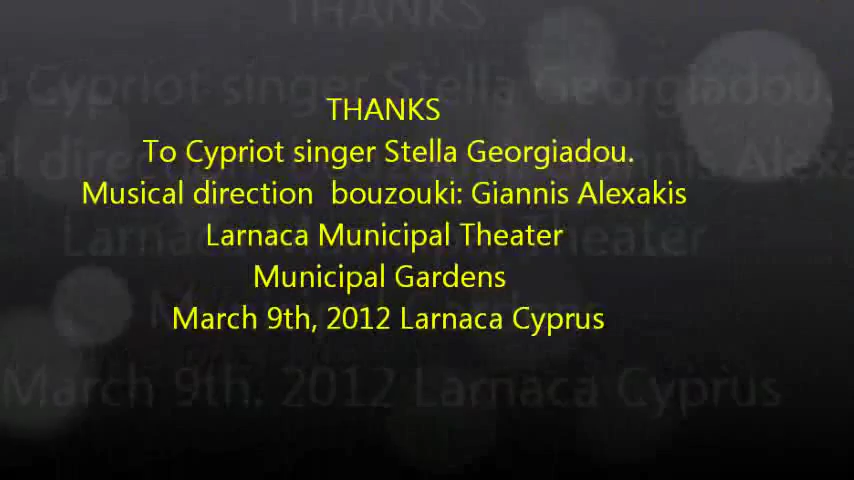 THANKS
To Cypriot singer Stella Georgiadou.
Musical direction  bouzouki: Giannis Alexakis
Larnaca Municipal Theater
Municipal Gardens
March 9th, 2012 Larnaca Cyprus